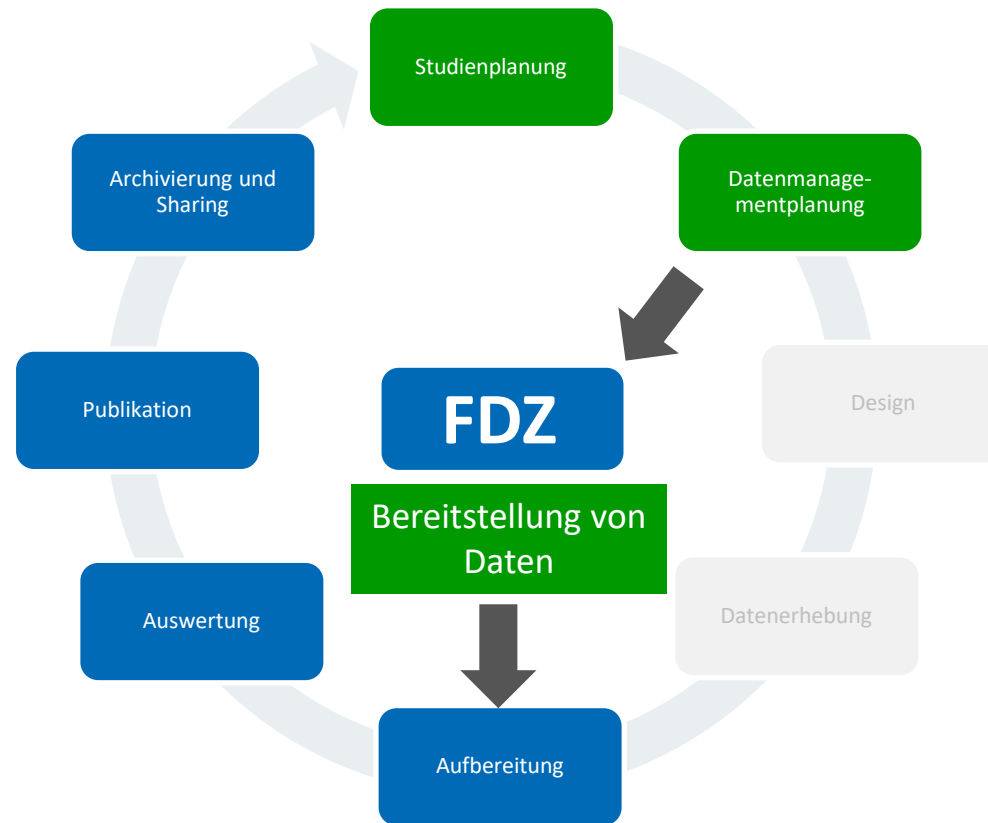 Studienplanung
Datenmanage-
mentplanung
Design
Datenerhebung
Aufbereitung
Auswertung
Publikation
Archivierung und
Sharing
FDZ
Bereitstellung von
Daten